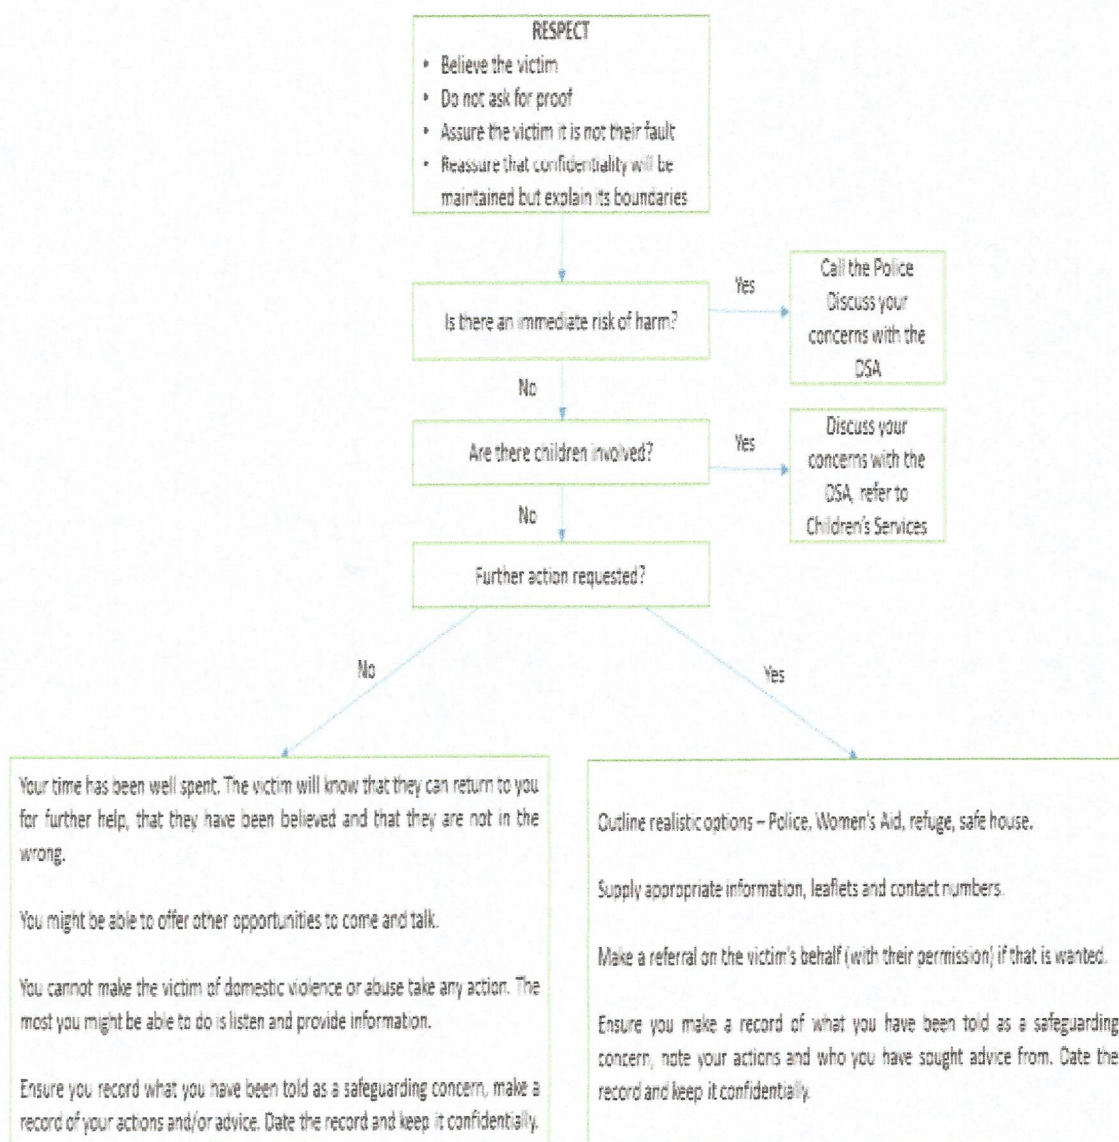 RESPECT
• Believe the victim
• Do not ask for proof
• Assure the victim it is not their fault
• Reassure that confidentiality will be
maintained but explain its boundaries
Is there an immediate risk of harm?
Yes
Call the Police
Discuss your
concerns with the
DSA
No
Are there children involved?
Yes
Discuss your
concerns with the
DSA, refer to
Children's Services
No
Further action requested?
No
Yes
Your time has been well spent. The victim will know that they can return to you
for further help, that they have been believed and that they are not in the
wrong.
You might be able to offer other opportunities to come and talk.
You cannot make the victim of domestic violence or abuse take any action. The
most you might be able to do is listen and provide information.
Ensure you record what you have been told as a safeguarding concern, make a
record of your actions and/or advice. Date the record and keep it confidentially.
Outline realistic options – Police, Women's Aid, refuge, safe house.
Supply appropriate information, leaflets and contact numbers.
Make a referral on the victim's behalf (with their permission) if that is wanted.
Ensure you make a record of what you have been told as a safeguarding
concern, note your actions and who you have sought advice from. Date the
record and keep it confidentially.